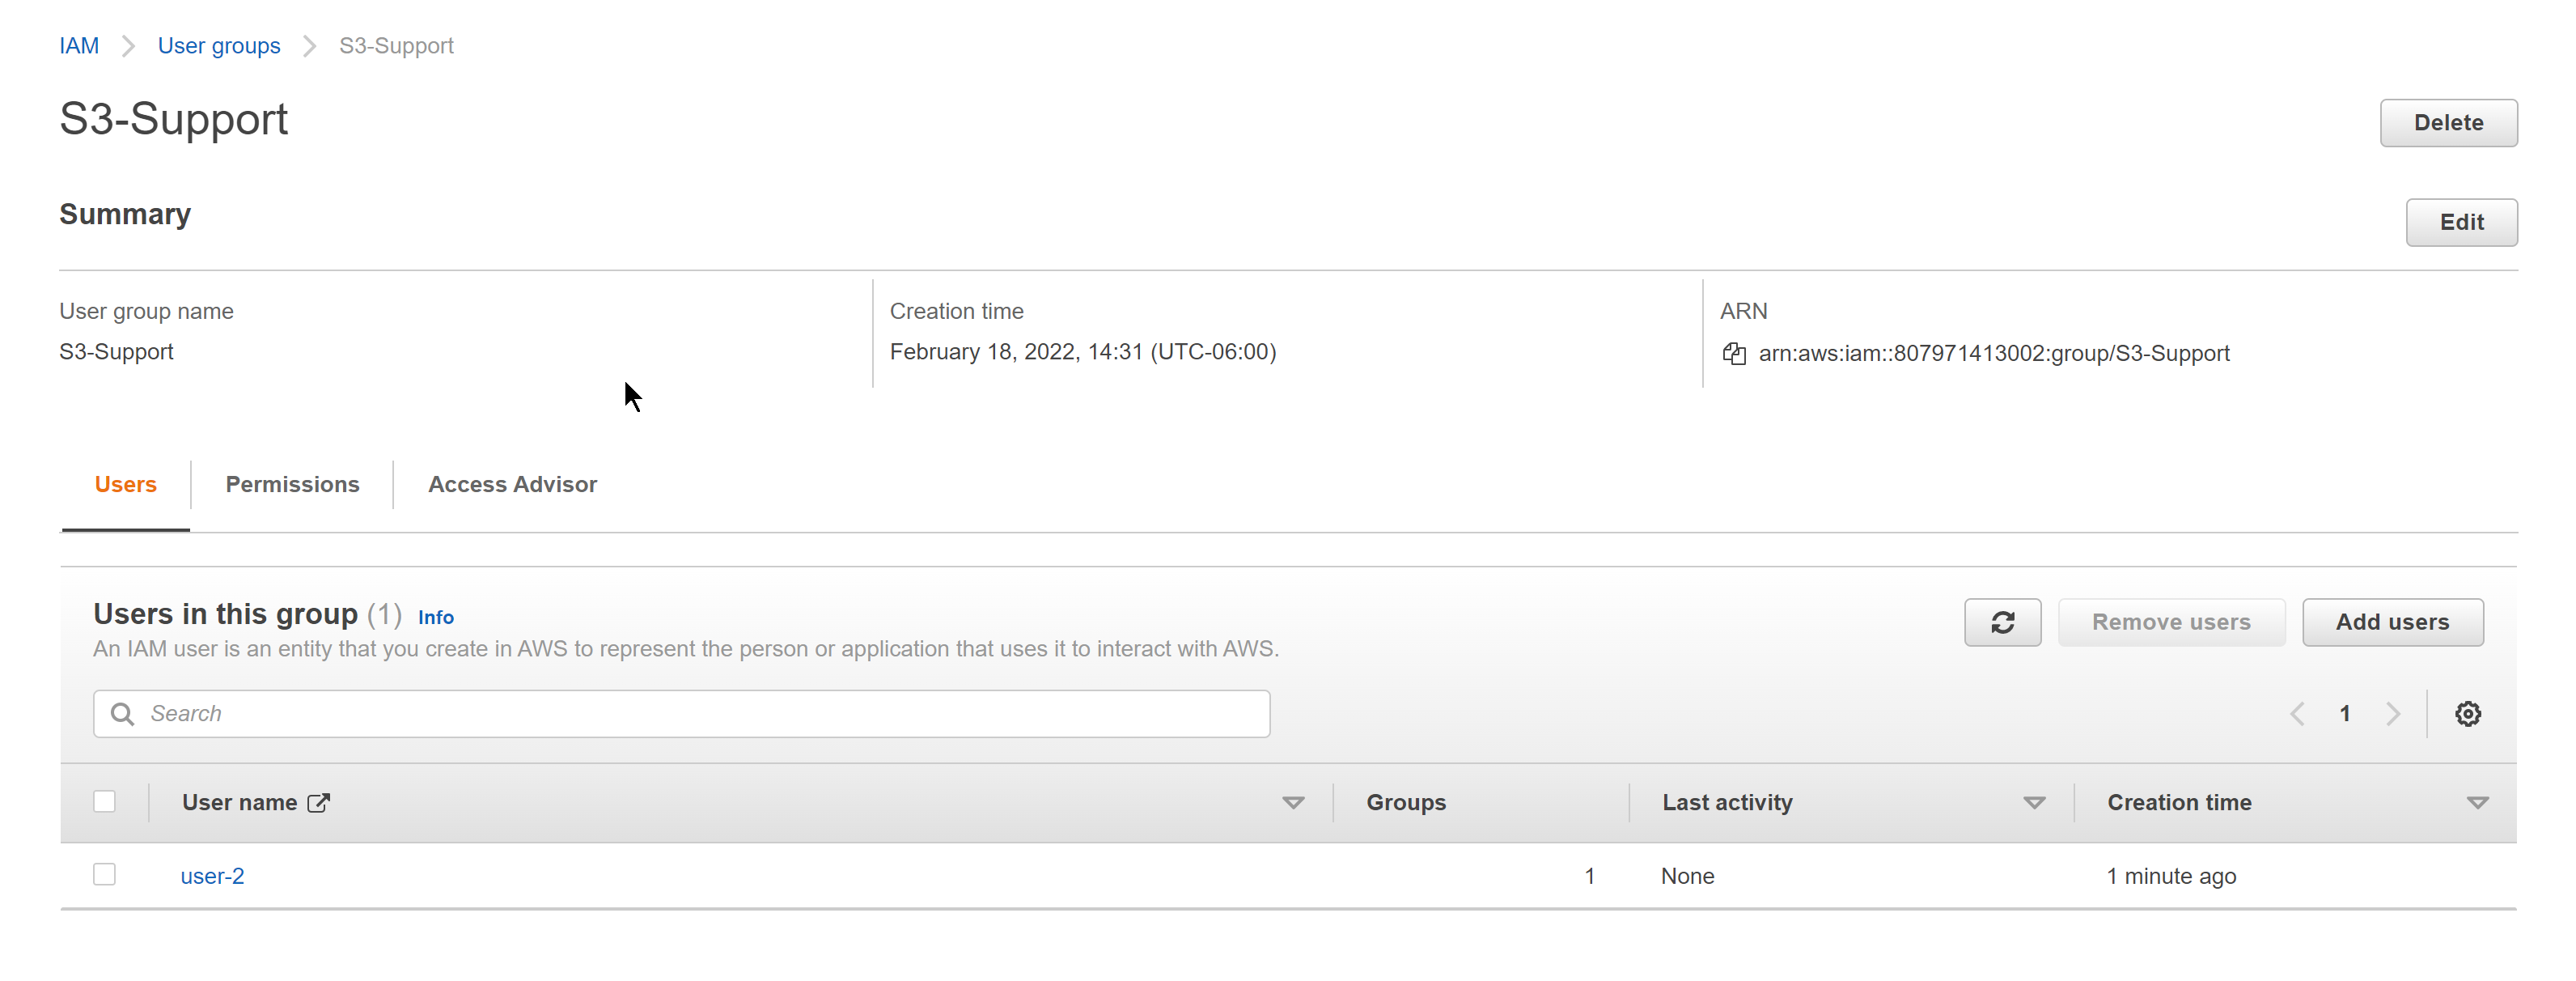 IAM User groups S3-Support
S3-Support
Delete
Summary
Edit
User group name
S3-Support
Creation time
February 18, 2022, 14:31 (UTC-06:00)
ARN
arn:aws:iam::807971413002:group/S3-Support
Users Permissions Access Advisor
Users in this group (1) Info
An IAM user is an entity that you create in AWS to represent the person or application that uses it to interact with AWS.
Remove users Add users
Search
1
User name Groups Last activity Creation time
user-2 1 None 1 minute ago